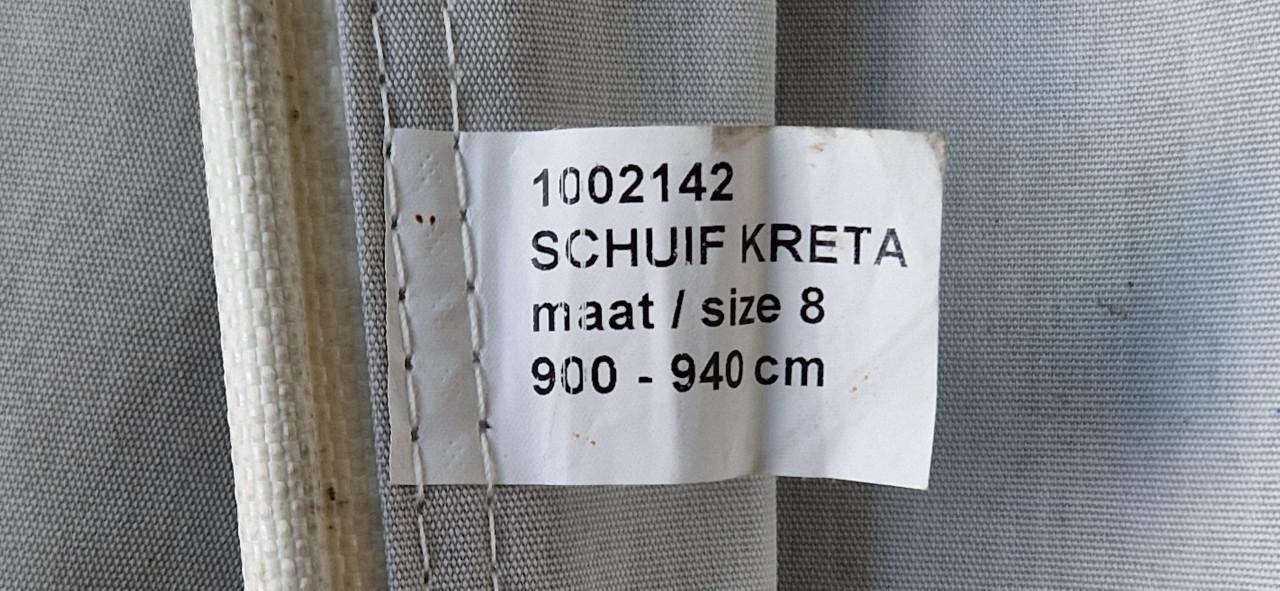 1002142
SCHUIF KRETA
maat / size 8
900 - 940 cm